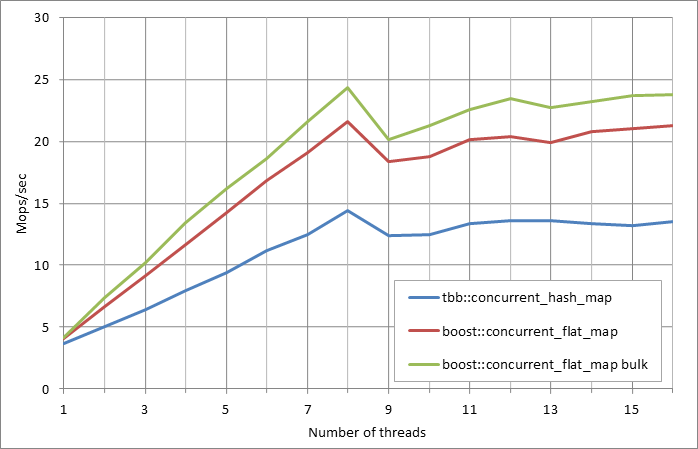 30
25
20
15
10
5
0
Mops/sec
tbb::concurrent_hash_map
boost::concurrent_flat_map
boost::concurrent_flat_map bulk
1 3 5 7 9 11 13 15
Number of threads